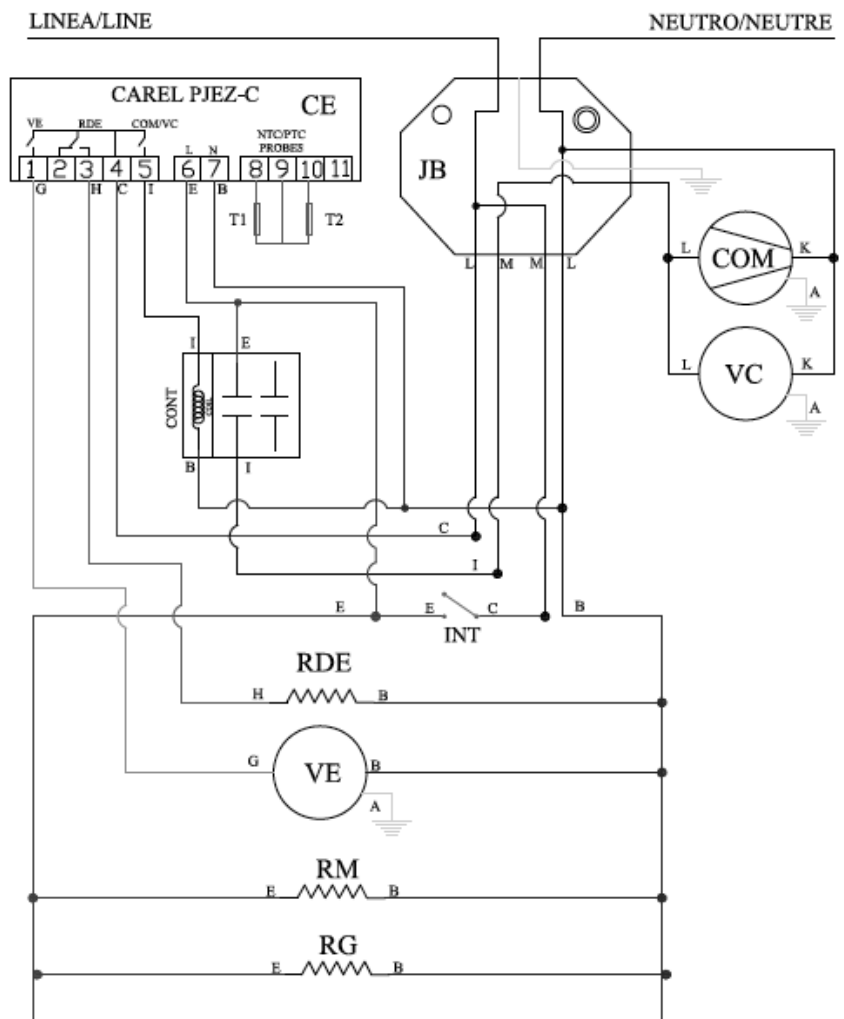 LINEA/LINE
NEUTRO/NEUTRE
CAREL PJEZ-C
CE
VE
RDE
COM/VC
NTC/PTC
PROBES
L N
1 2 3 4 5 6 7 8 9 10 11
G H C I E B
T1 T2
JB
L M M L
L COM K
A
L VC K
A
I E
CONT
COIL
B I
C
I
E E C B
INT
RDE
H B
G VE B
A
RM
E B
RG
E B